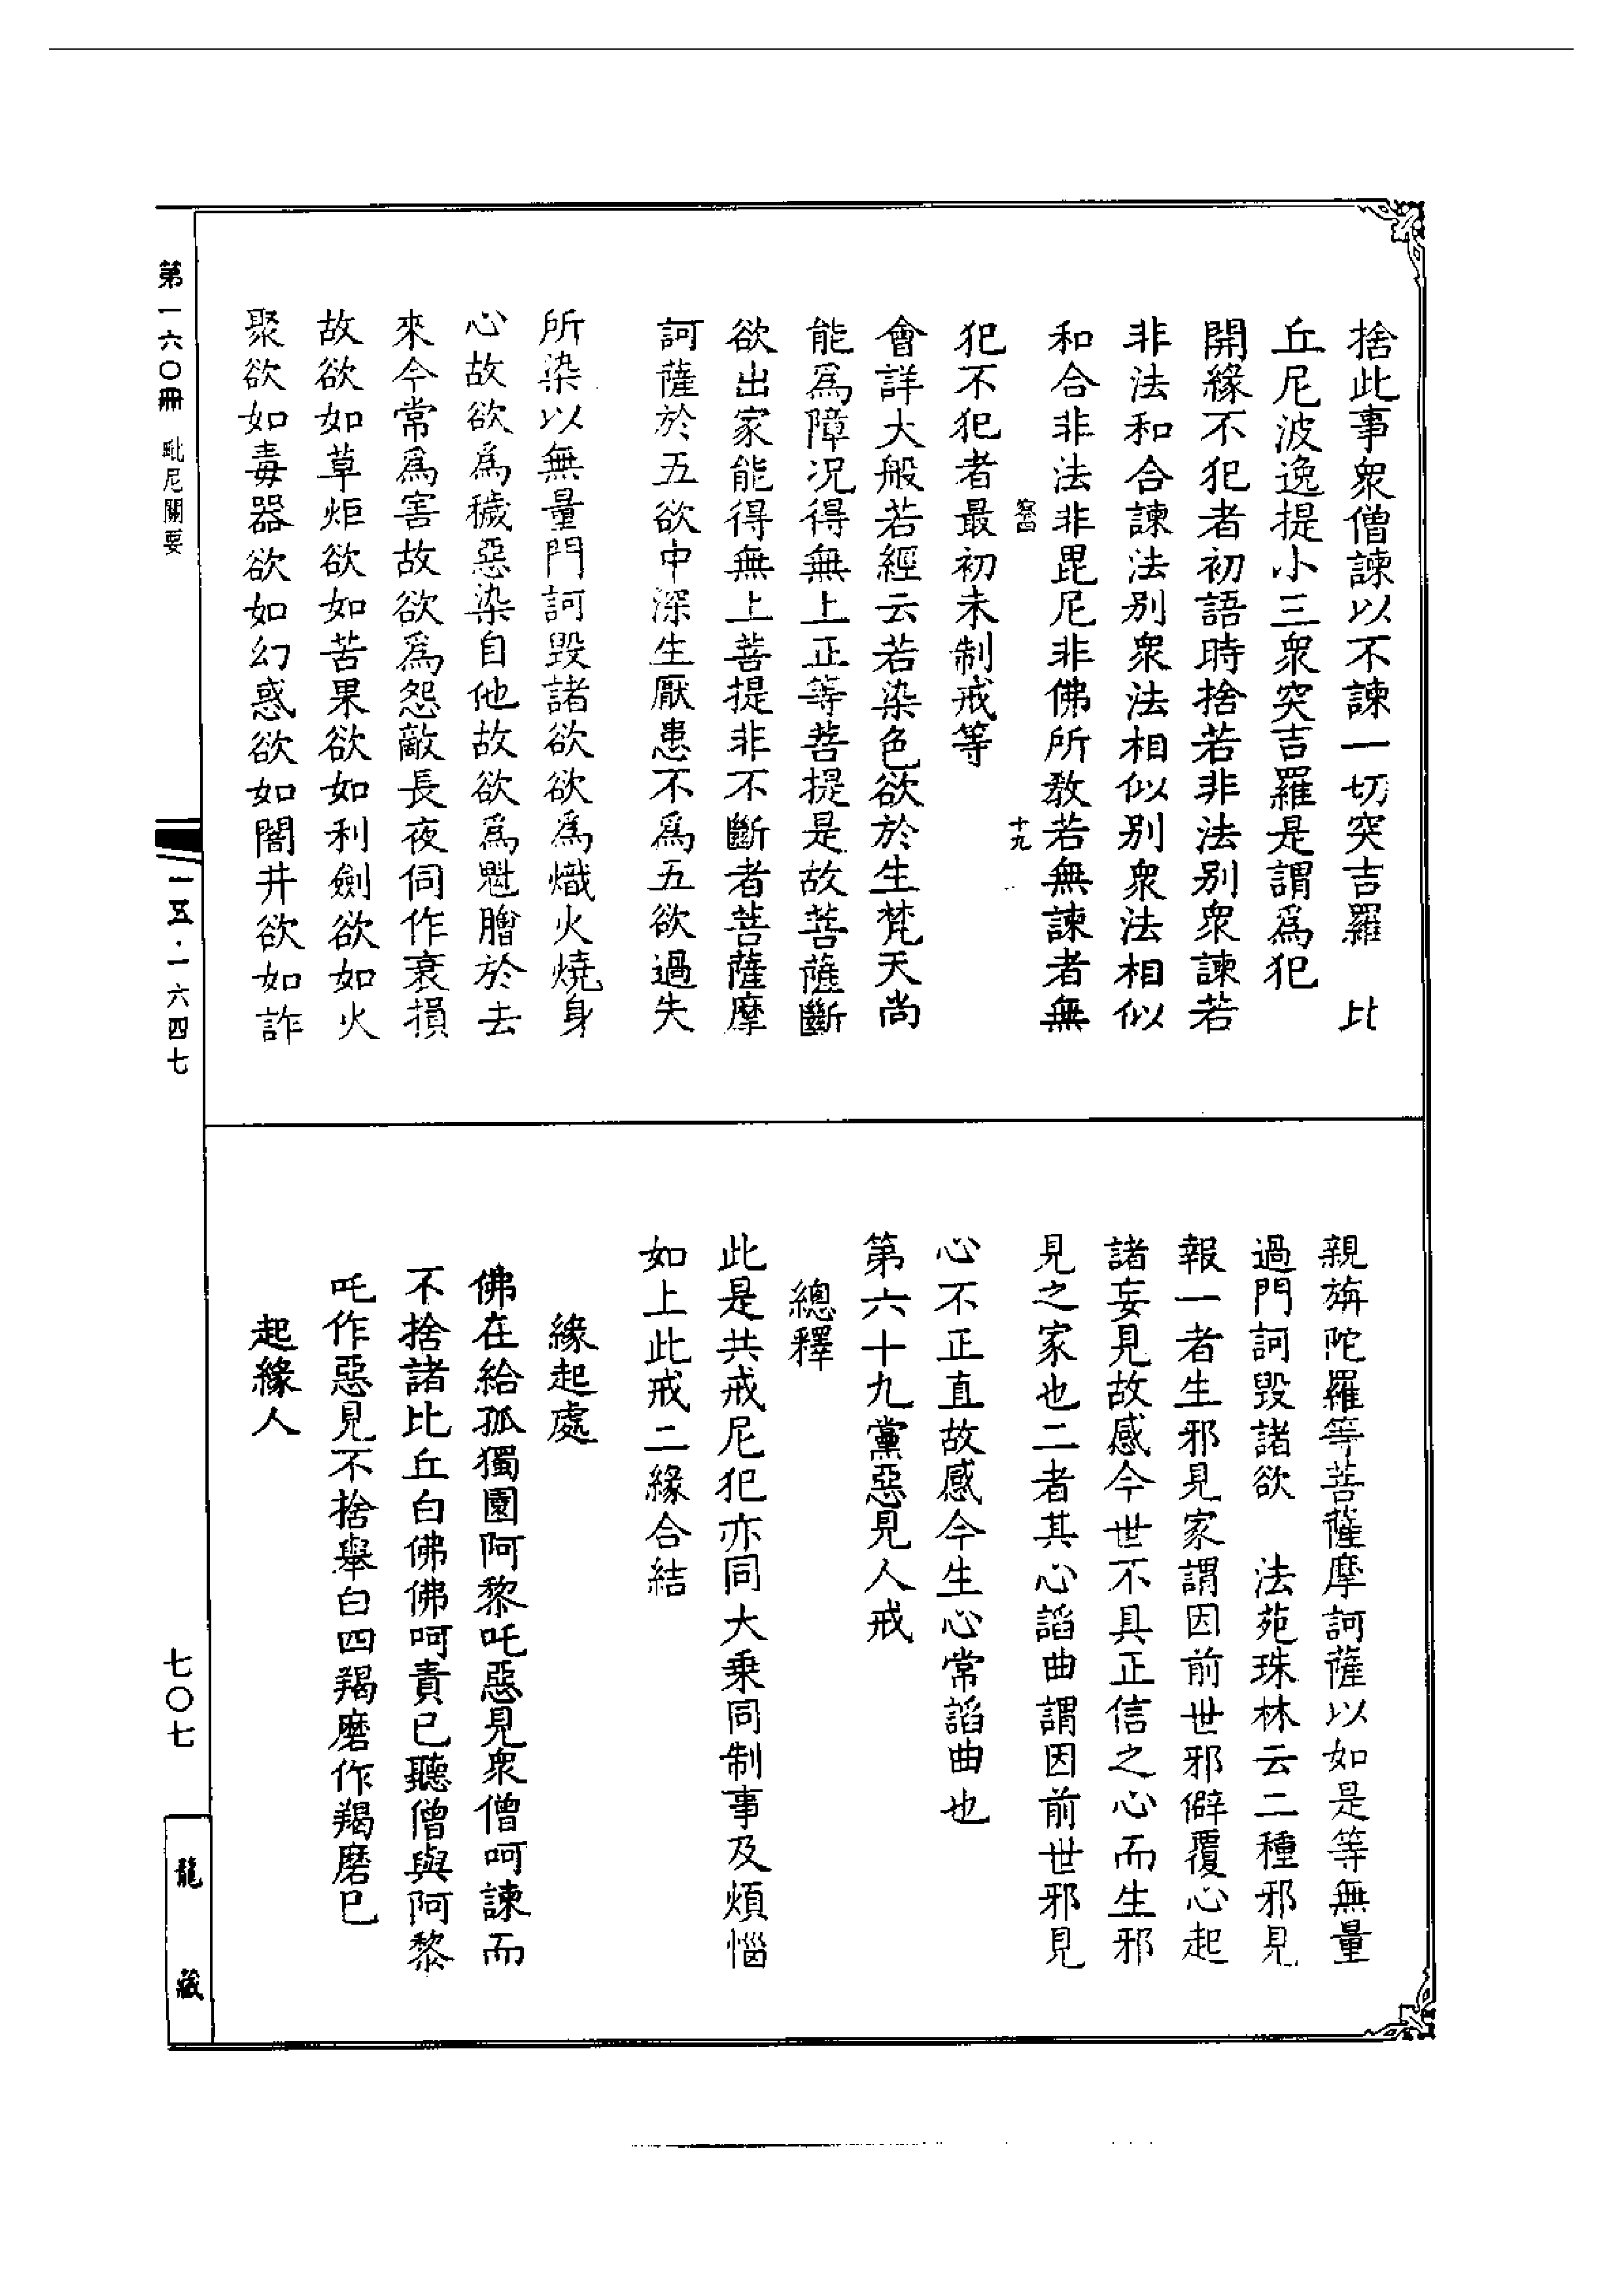 捨此事衆僧諫以不諫一切突吉羅　比
丘尼波逸提小三衆突吉羅是謂爲犯
開緣不犯者初語時捨若非法别衆諫若
非法和合諫法别衆法相似别衆法相似
和合非法非毘尼非佛所教若無諫者無
十九
犯不犯者最初未制戒等
會詳大般若經云若染色欲於生梵天尚
能爲障况得無上正等菩提是故菩薩斷
欲出家能得無上菩提非不斷者菩薩摩
訶薩於五欲中深生厭患不爲五欲過失
所染以無量門訶毀諸欲欲爲熾火燒身
心故欲爲穢惡染自他故欲爲魁膾於去
來今常爲害故欲爲怨敵長夜伺作衰損
故欲如草炬欲如苦果欲如利劍欲如火
聚欲如毒器欲如幻惑欲如闇井欲如詐
親旃陀羅等菩薩摩訶薩以如是等無量
過門訶毀諸欲　法苑珠林云二種邪見
報一者生邪見家謂因前世邪僻覆心起
諸妄見故感今世不具正信之心而生邪
見之家也二者其心諂曲謂因前世邪見
心不正直故感今生心常諂曲也
第六十九黨惡見人戒
總釋
此是共戒尼犯亦同大乘同制事及煩惱
如上此戒二緣合結
緣起處
佛在給孤獨園阿黎吒惡見衆僧呵諫而
不捨諸比丘白佛佛呵責已聽僧與阿黎
吒作惡見不捨舉白四羯磨作羯磨已
起緣人
第一六〇冊　毗尼關要
一五·一六四七
七〇七
龍藏